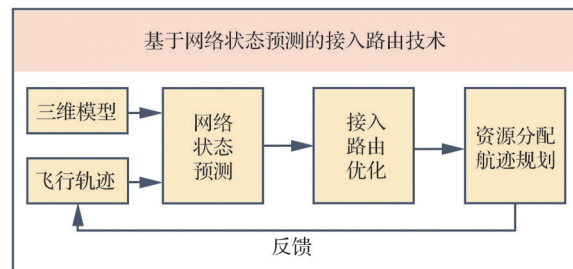 基于网络状态预测的接入路由技术
三维模型
飞行轨迹
网络
状态
预测
接入
路由
优化
资源分配
航迹规划
反馈